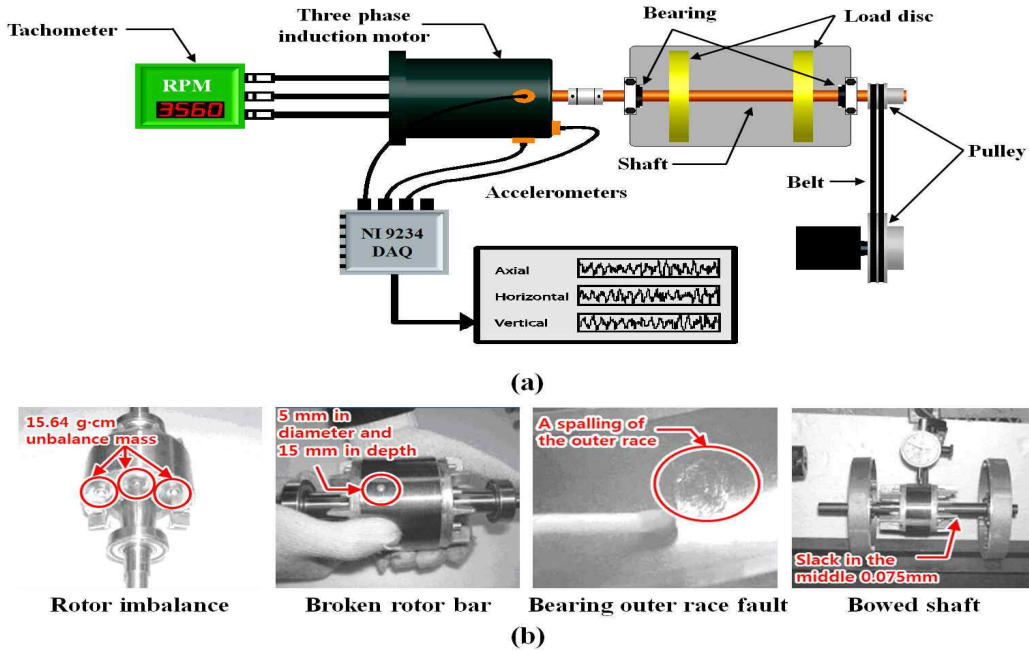 Tachometer
Three phase
induction motor
Bearing
Load disc
RPM
3560
Shaft
Pulley
Belt
Accelerometers
NI 9234
DAQ
Axial
Horizontal
Vertical
(a)
15.64 g·cm
unbalance mass
5 mm in
diameter and
15 mm in depth
A spalling of
the outer race
Slack in the
middle 0.075mm
Rotor imbalance
Broken rotor bar
Bearing outer race fault
Bowed shaft
(b)